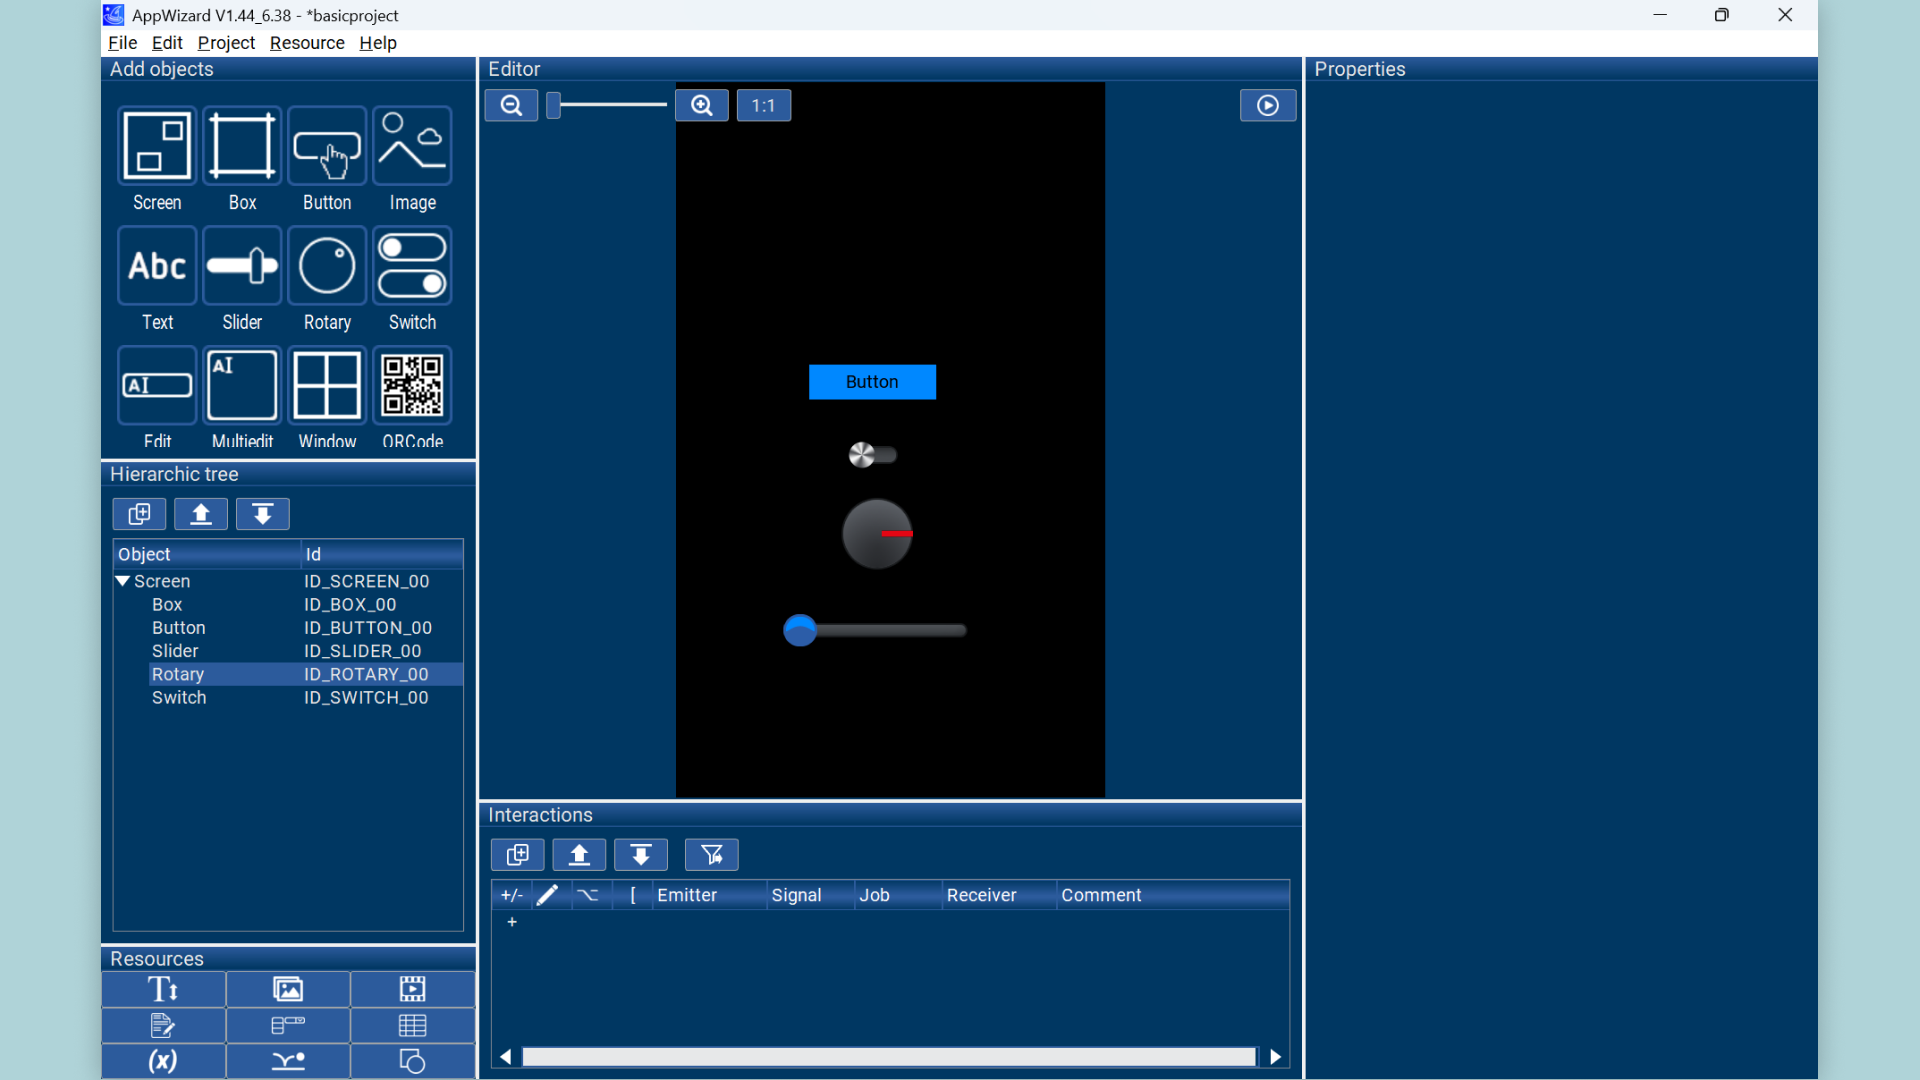 AppWizard V1.44_6.38 - *basicproject
File Edit Project Resource Help
Add objects
Screen Box Button Image
Abc
Text Slider Rotary Switch
AI AI
Edit Multiedit Window QRCode
Hierarchic tree
Object Id
Screen ID_SCREEN_00
Box ID_BOX_00
Button ID_BUTTON_00
Slider ID_SLIDER_00
Rotary ID_ROTARY_00
Switch ID_SWITCH_00
Resources
T
(x)
Editor
1:1
Button
Interactions
+/- [ Emitter Signal Job Receiver Comment
+
Properties